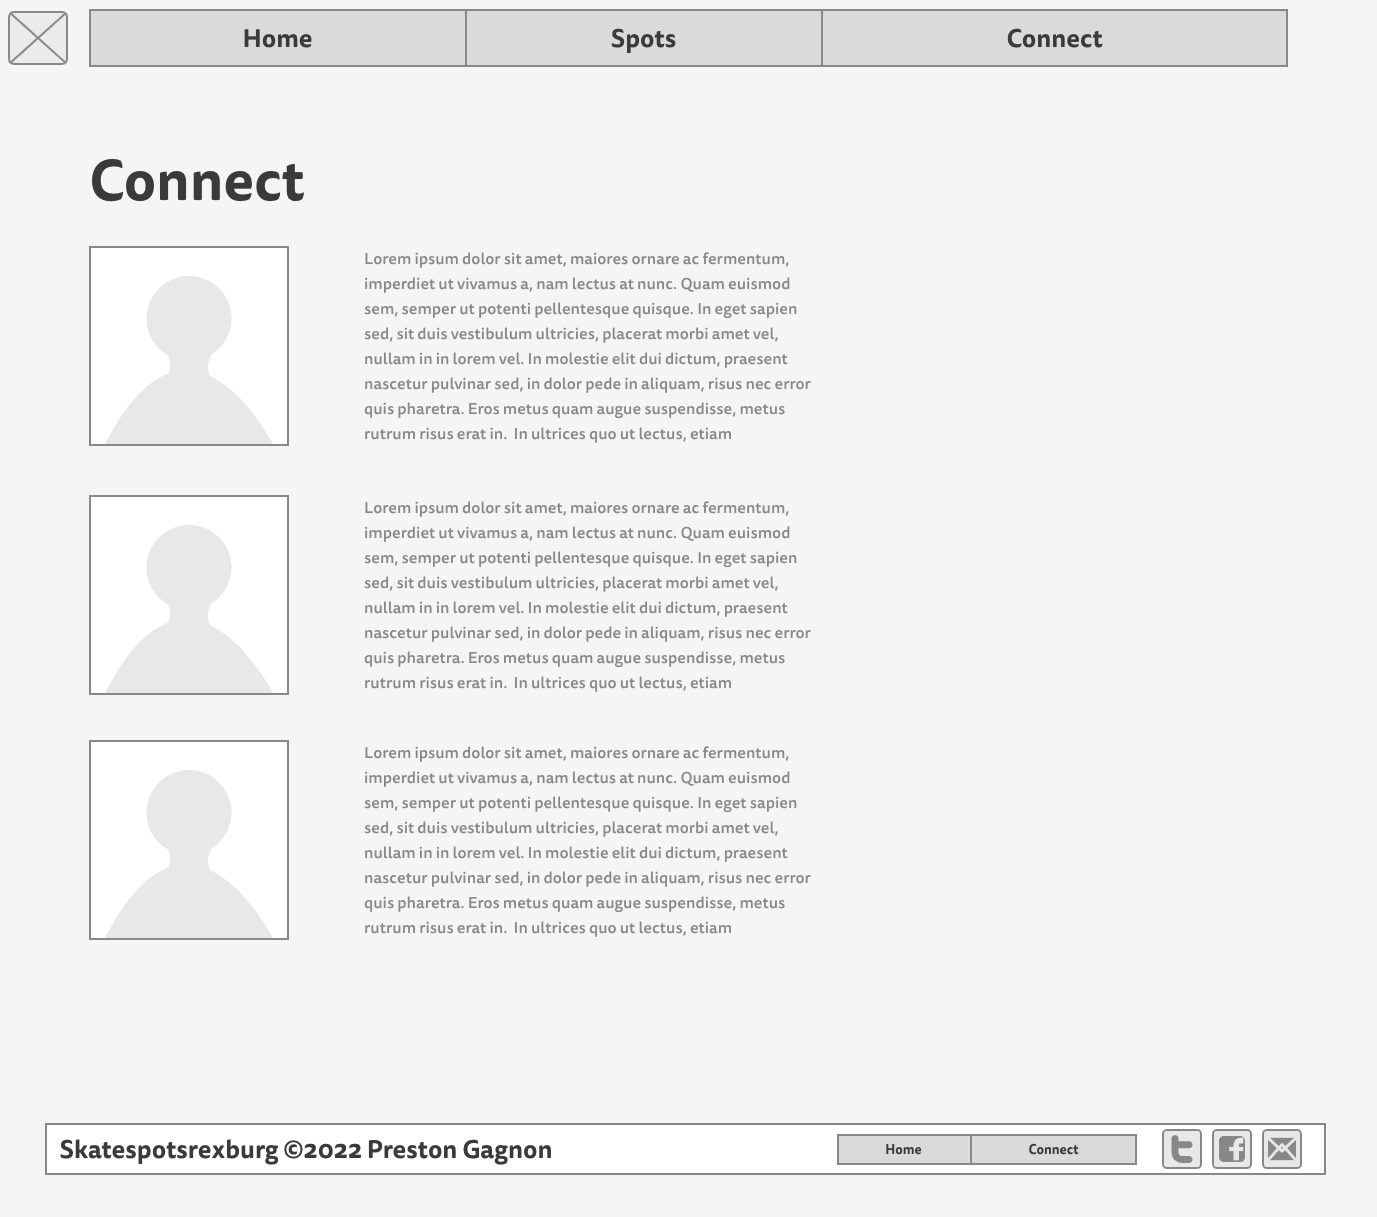 Home Spots Connect
Connect
Lorem ipsum dolor sit amet, maiores ornare ac fermentum,
imperdiet ut vivamus a, nam lectus at nunc. Quam euismod
sem, semper ut potenti pellentesque quisque. In eget sapien
sed, sit duis vestibulum ultricies, placerat morbi amet vel,
nullam in in lorem vel. In molestie elit dui dictum, praesent
nascetur pulvinar sed, in dolor pede in aliquam, risus nec error
quis pharetra. Eros metus quam augue suspendisse, metus
rutrum risus erat in.  In ultrices quo ut lectus, etiam
Lorem ipsum dolor sit amet, maiores ornare ac fermentum,
imperdiet ut vivamus a, nam lectus at nunc. Quam euismod
sem, semper ut potenti pellentesque quisque. In eget sapien
sed, sit duis vestibulum ultricies, placerat morbi amet vel,
nullam in in lorem vel. In molestie elit dui dictum, praesent
nascetur pulvinar sed, in dolor pede in aliquam, risus nec error
quis pharetra. Eros metus quam augue suspendisse, metus
rutrum risus erat in.  In ultrices quo ut lectus, etiam
Lorem ipsum dolor sit amet, maiores ornare ac fermentum,
imperdiet ut vivamus a, nam lectus at nunc. Quam euismod
sem, semper ut potenti pellentesque quisque. In eget sapien
sed, sit duis vestibulum ultricies, placerat morbi amet vel,
nullam in in lorem vel. In molestie elit dui dictum, praesent
nascetur pulvinar sed, in dolor pede in aliquam, risus nec error
quis pharetra. Eros metus quam augue suspendisse, metus
rutrum risus erat in.  In ultrices quo ut lectus, etiam
Skatespotsrexburg ©2022 Preston Gagnon Home Connect